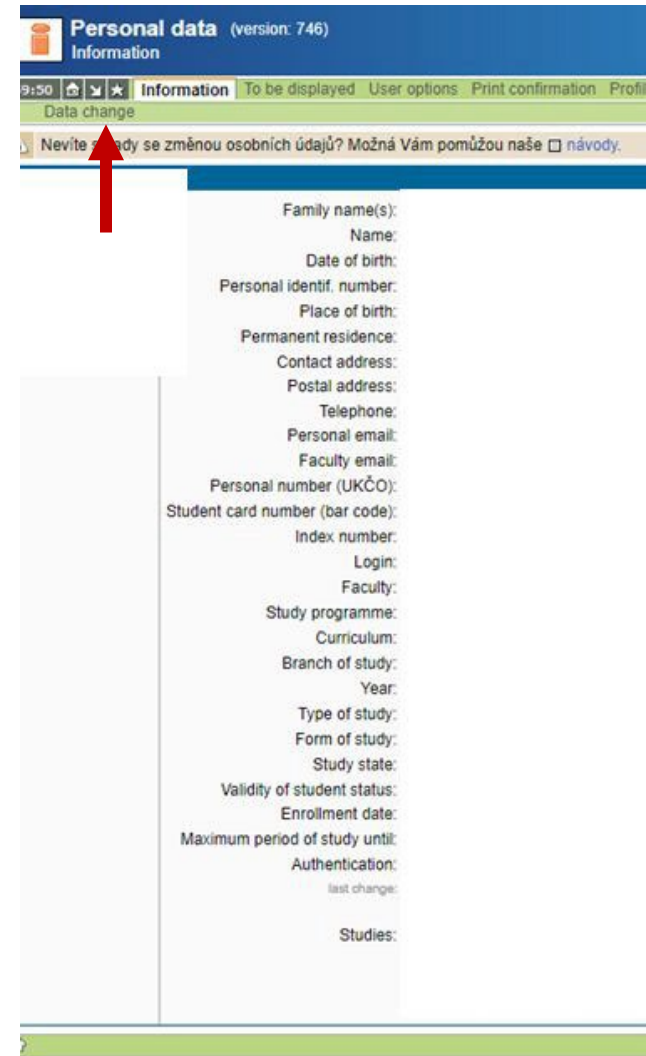 Personal data (version: 746)
Information
9:50 Information To be displayed User options Print confirmation Profil
Data change
Nevíte ady se změnou osobních údajů? Možná Vám pomůžou naše návody.
Family name(s):
Name:
Date of birth:
Personal identif. number:
Place of birth:
Permanent residence:
Contact address:
Postal address:
Telephone:
Personal email:
Faculty email:
Personal number (UKČO):
Student card number (bar code):
Index number:
Login:
Faculty:
Study programme:
Curriculum:
Branch of study:
Year:
Type of study:
Form of study:
Study state:
Validity of student status:
Enrollment date:
Maximum period of study until:
Authentication:
last change:
Studies: